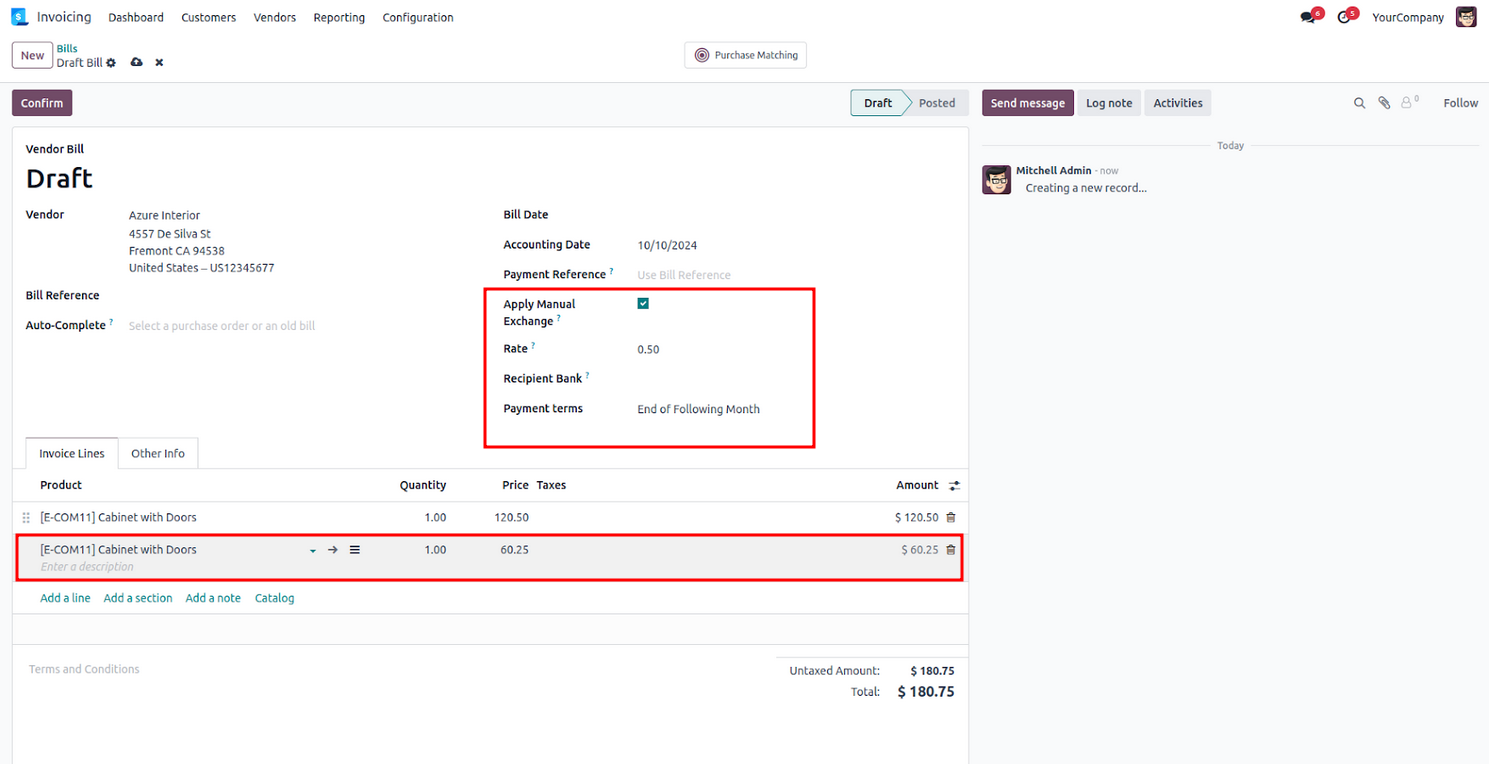 Invoicing Dashboard Customers Vendors Reporting Configuration 6 5 YourCompany
New Bills
Draft Bill
Purchase Matching
Confirm Draft Posted Send message Log note Activities 0 Follow
Today
Mitchell Admin - now
Creating a new record...
Vendor Bill
Draft
Vendor Azure Interior
4557 De Silva St
Fremont CA 94538
United States – US12345677
Bill Reference
Auto-Complete ? Select a purchase order or an old bill
Bill Date
Accounting Date 10/10/2024
Payment Reference ? Use Bill Reference
Apply Manual
Exchange ?
Rate ? 0.50
Recipient Bank ?
Payment terms End of Following Month
Invoice Lines Other Info
Product Quantity Price Taxes Amount
[E-COM11] Cabinet with Doors 1.00 120.50 $ 120.50
[E-COM11] Cabinet with Doors 1.00 60.25 $ 60.25
Enter a description
Add a line Add a section Add a note Catalog
Terms and Conditions
Untaxed Amount: $ 180.75
Total: $ 180.75